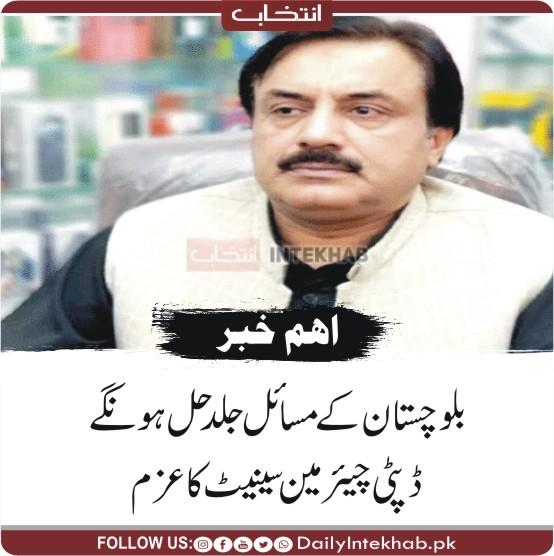 انتخاب
انتخاب INTEKHAB
اہم خبر
بلوچستان کے مسائل جلد حل ہونگے
ڈپٹی چیئرمین سینیٹ کا عزم
FOLLOW US: DailyIntekhab.pk